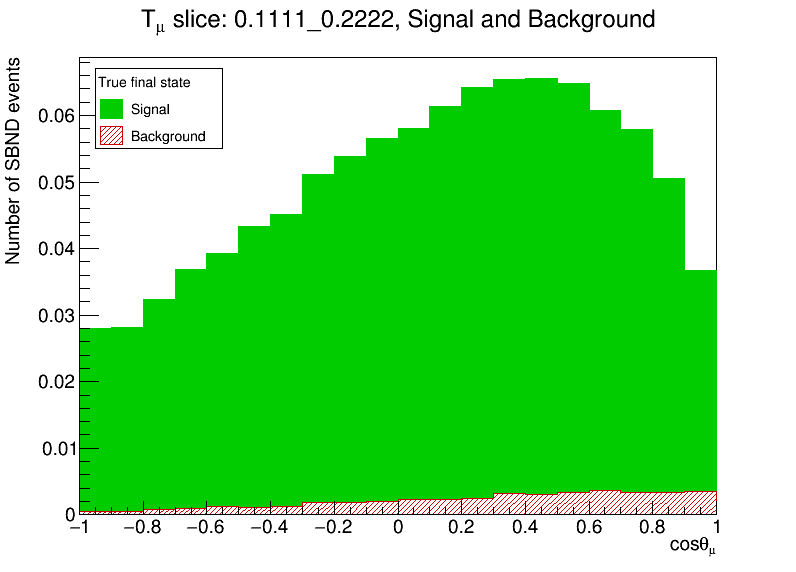 T_μ slice: 0.1111_0.2222, Signal and Background
Number of SBND events
True final state
Signal
Background
0.06
0.05
0.04
0.03
0.02
0.01
0
−1 −0.8 −0.6 −0.4 −0.2 0 0.2 0.4 0.6 0.8 1
cosθ_μ